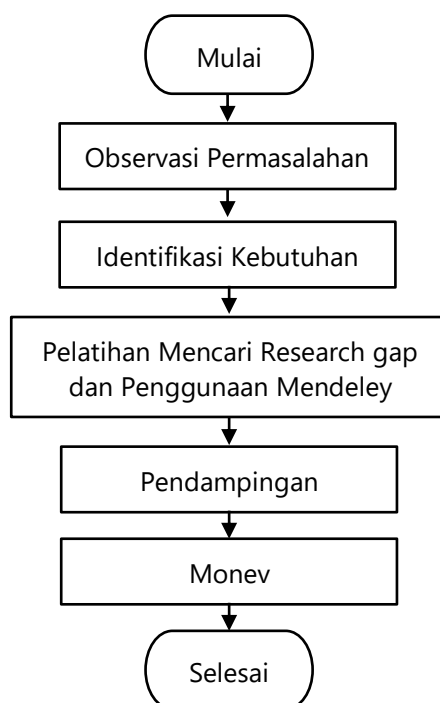 Mulai
Observasi Permasalahan
Identifikasi Kebutuhan
Pelatihan Mencari Research gap
dan Penggunaan Mendeley
Pendampingan
Monev
Selesai